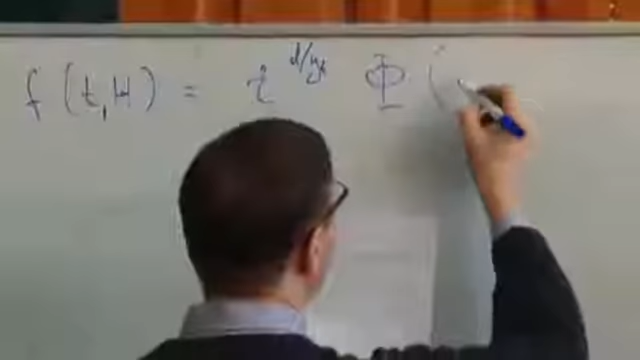 f (t,H) = t^{d/y_t} Φ (